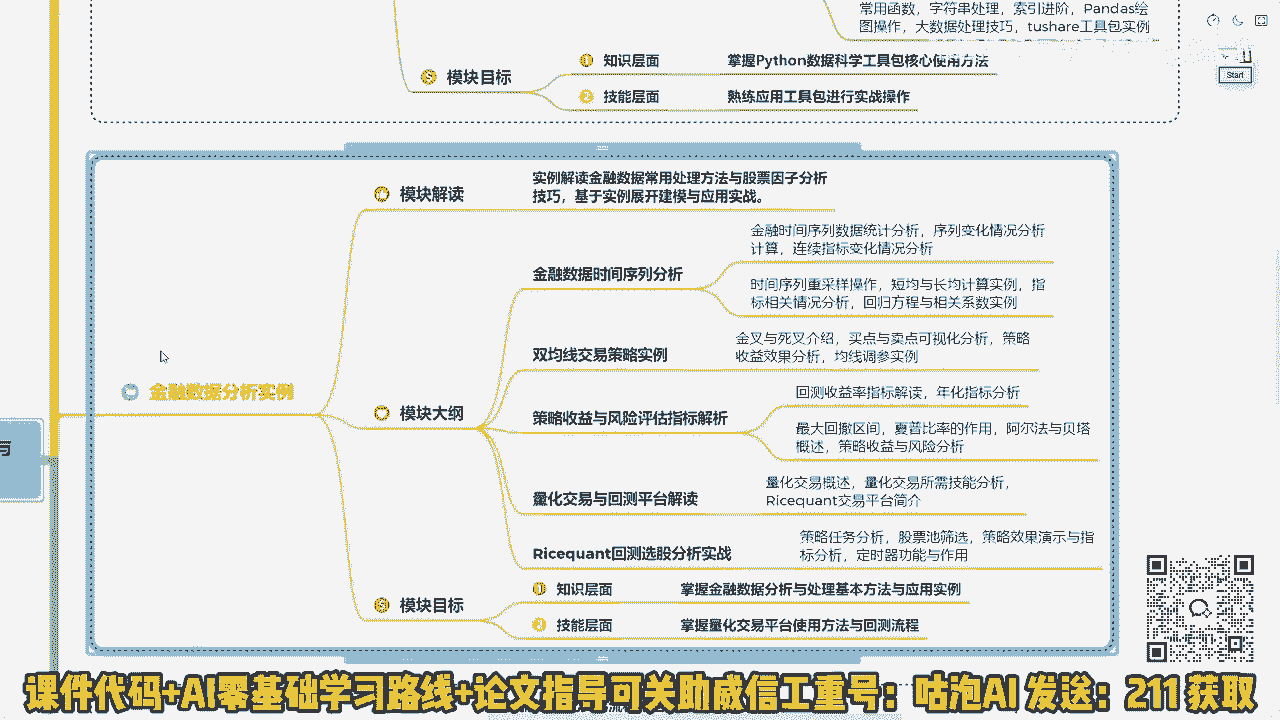 常用函数，字符串处理，索引进阶，Pandas绘
图操作，大数据处理技巧，tushare工具包实例
Start
模块目标
① 知识层面
掌握Python数据科学工具包核心使用方法
② 技能层面
熟练应用工具包进行实战操作
模块解读
实例解读金融数据常用处理方法与股票因子分析
技巧，基于实例展开建模与应用实战。
金融数据分析实例
与
模块大纲
金融数据时间序列分析
金融时间序列数据统计分析，序列变化情况分析
计算，连续指标变化情况分析
时间序列重采样操作，短均与长均计算实例，指
标相关情况分析，回归方程与相关系数实例
双均线交易策略实例
金叉与死叉介绍，买点与卖点可视化分析，策略
收益效果分析，均线调参实例
策略收益与风险评估指标解析
回测收益率指标解读，年化指标分析
最大回撤区间，夏普比率的作用，阿尔法与贝塔
概述，策略收益与风险分析
量化交易与回测平台解读
量化交易概述，量化交易所需技能分析，
Ricequant交易平台简介
Ricequant回测选股分析实战
策略任务分析，股票池筛选，策略效果演示与指
标分析，定时器功能与作用
模块目标
① 知识层面
掌握金融数据分析与处理基本方法与应用实例
② 技能层面
掌握量化交易平台使用方法与回测流程
课件代码+AI零基础学习路线+论文指导可关助威信工重号：咕泡AI 发送：211 获取